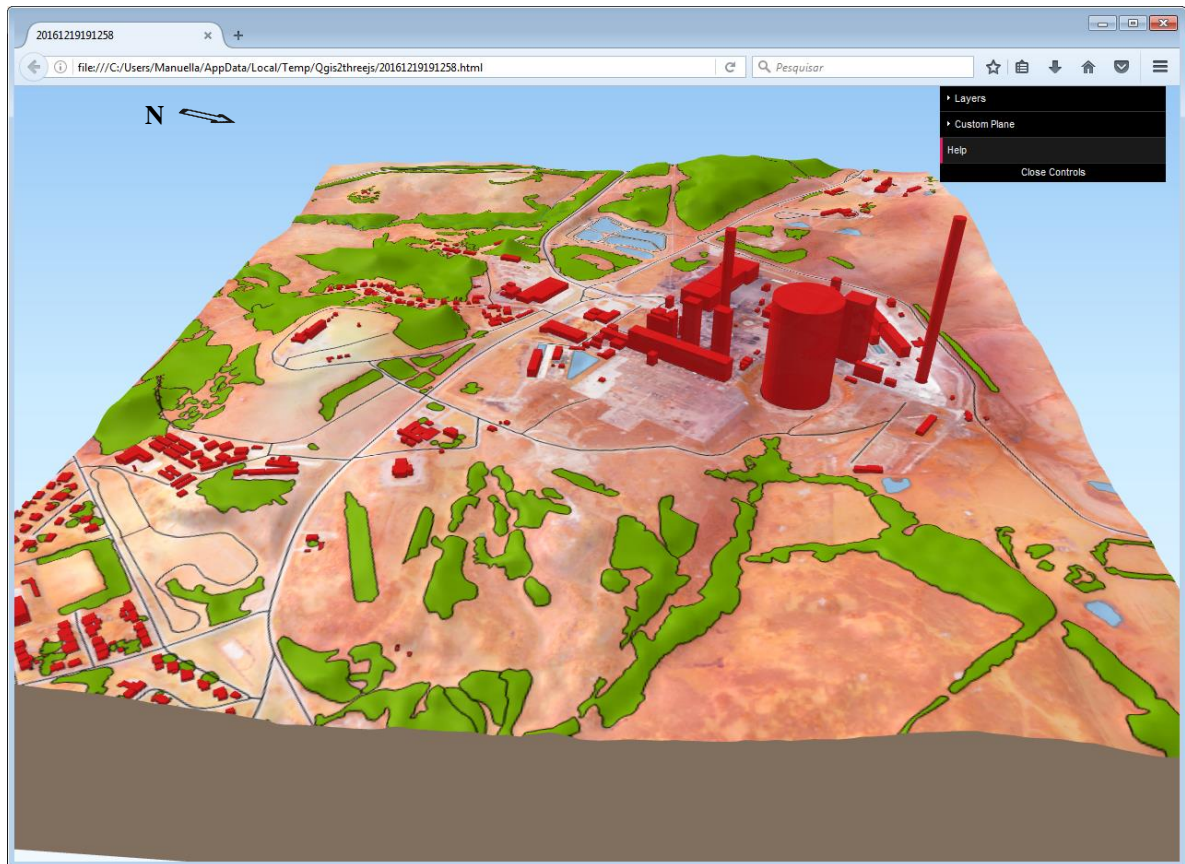 20161219191258
file:///C:/Users/Manuella/AppData/Local/Temp/Qgis2threejs/20161219191258.html
Pesquisar
N
Layers
Custom Plane
Help
Close Controls